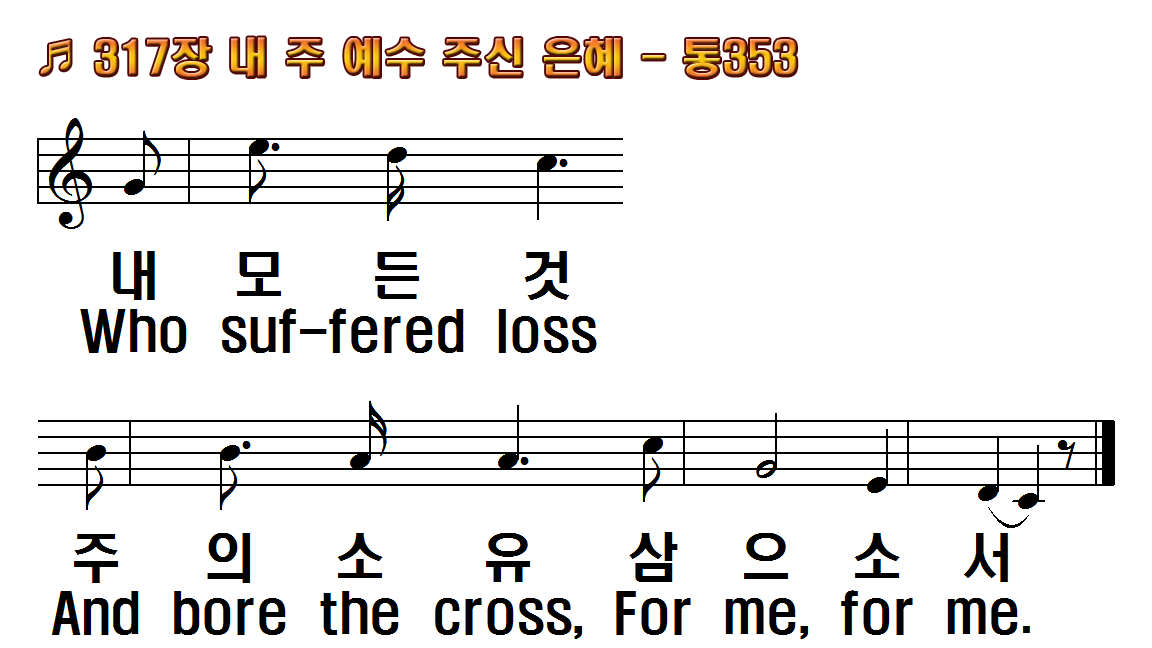 ♬ 317장 내 주 예수 주신 은혜 - 통353
내 모 든 것
Who suf-fered loss
주 의 소 유 삼 으 소 서
And bore the cross, For me, for me.